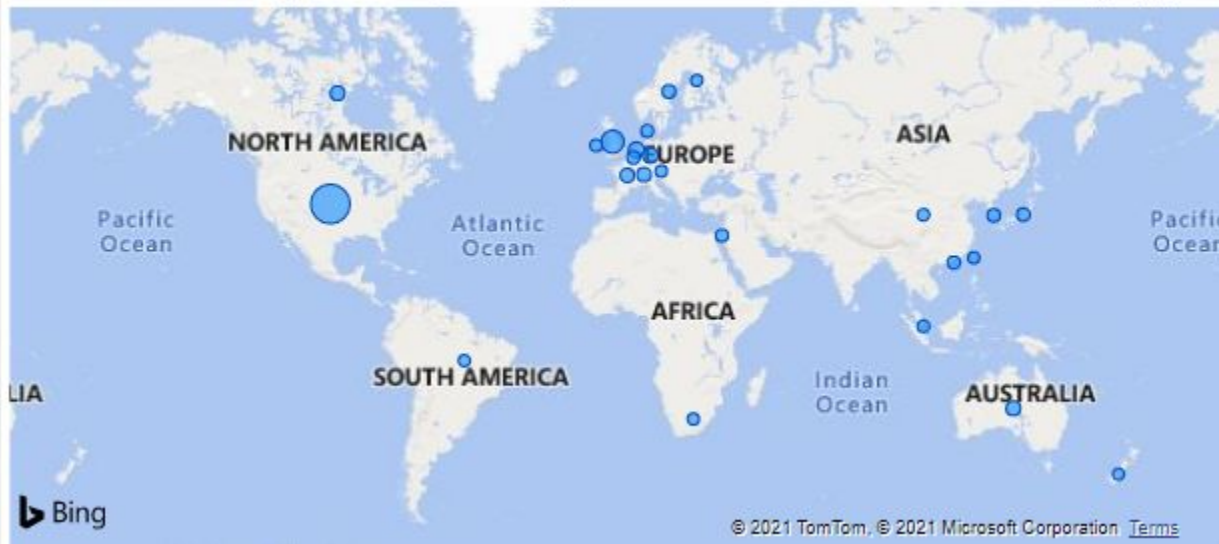 NORTH AMERICA
EUROPE
ASIA
Pacific
Ocean
Atlantic
Ocean
Pacific
Ocean
AFRICA
SOUTH AMERICA
Indian
Ocean
AUSTRALIA
LIA
Bing
© 2021 TomTom, © 2021 Microsoft Corporation Terms